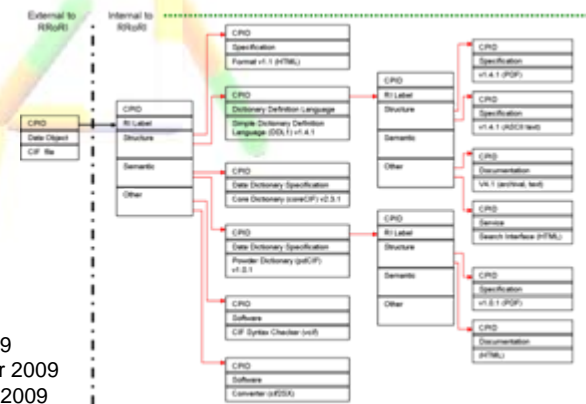 External to
RRoRI
Internal to
RRoRI
CPID
Data Object
CIF file
CPID
RI Label
Structure
Semantic
Other
CPID
Specification
Format v1.1 (HTML)
CPID
Dictionary Definition Language
Simple Dictionary Definition
Language (DDL1) v1.4.1
CPID
Data Dictionary Specification
Core Dictionary (coreCIF) v2.3.1
CPID
Data Dictionary Specification
Powder Dictionary (pdCIF)
v1.0.1
CPID
Software
CIF Syntax Checker (vcif)
CPID
Software
Converter (cif2SX)
CPID
RI Label
Structure
Semantic
Other
CPID
Specification
v1.4.1 (PDF)
CPID
Specification
v1.4.1 (ASCII text)
CPID
Documentation
V4.1 (archival, text)
CPID
Service
Search Interface (HTML)
CPID
RI Label
Structure
Semantic
Other
CPID
Specification
v1.0.1 (PDF)
CPID
Documentation
(HTML)
9
r 2009
2009